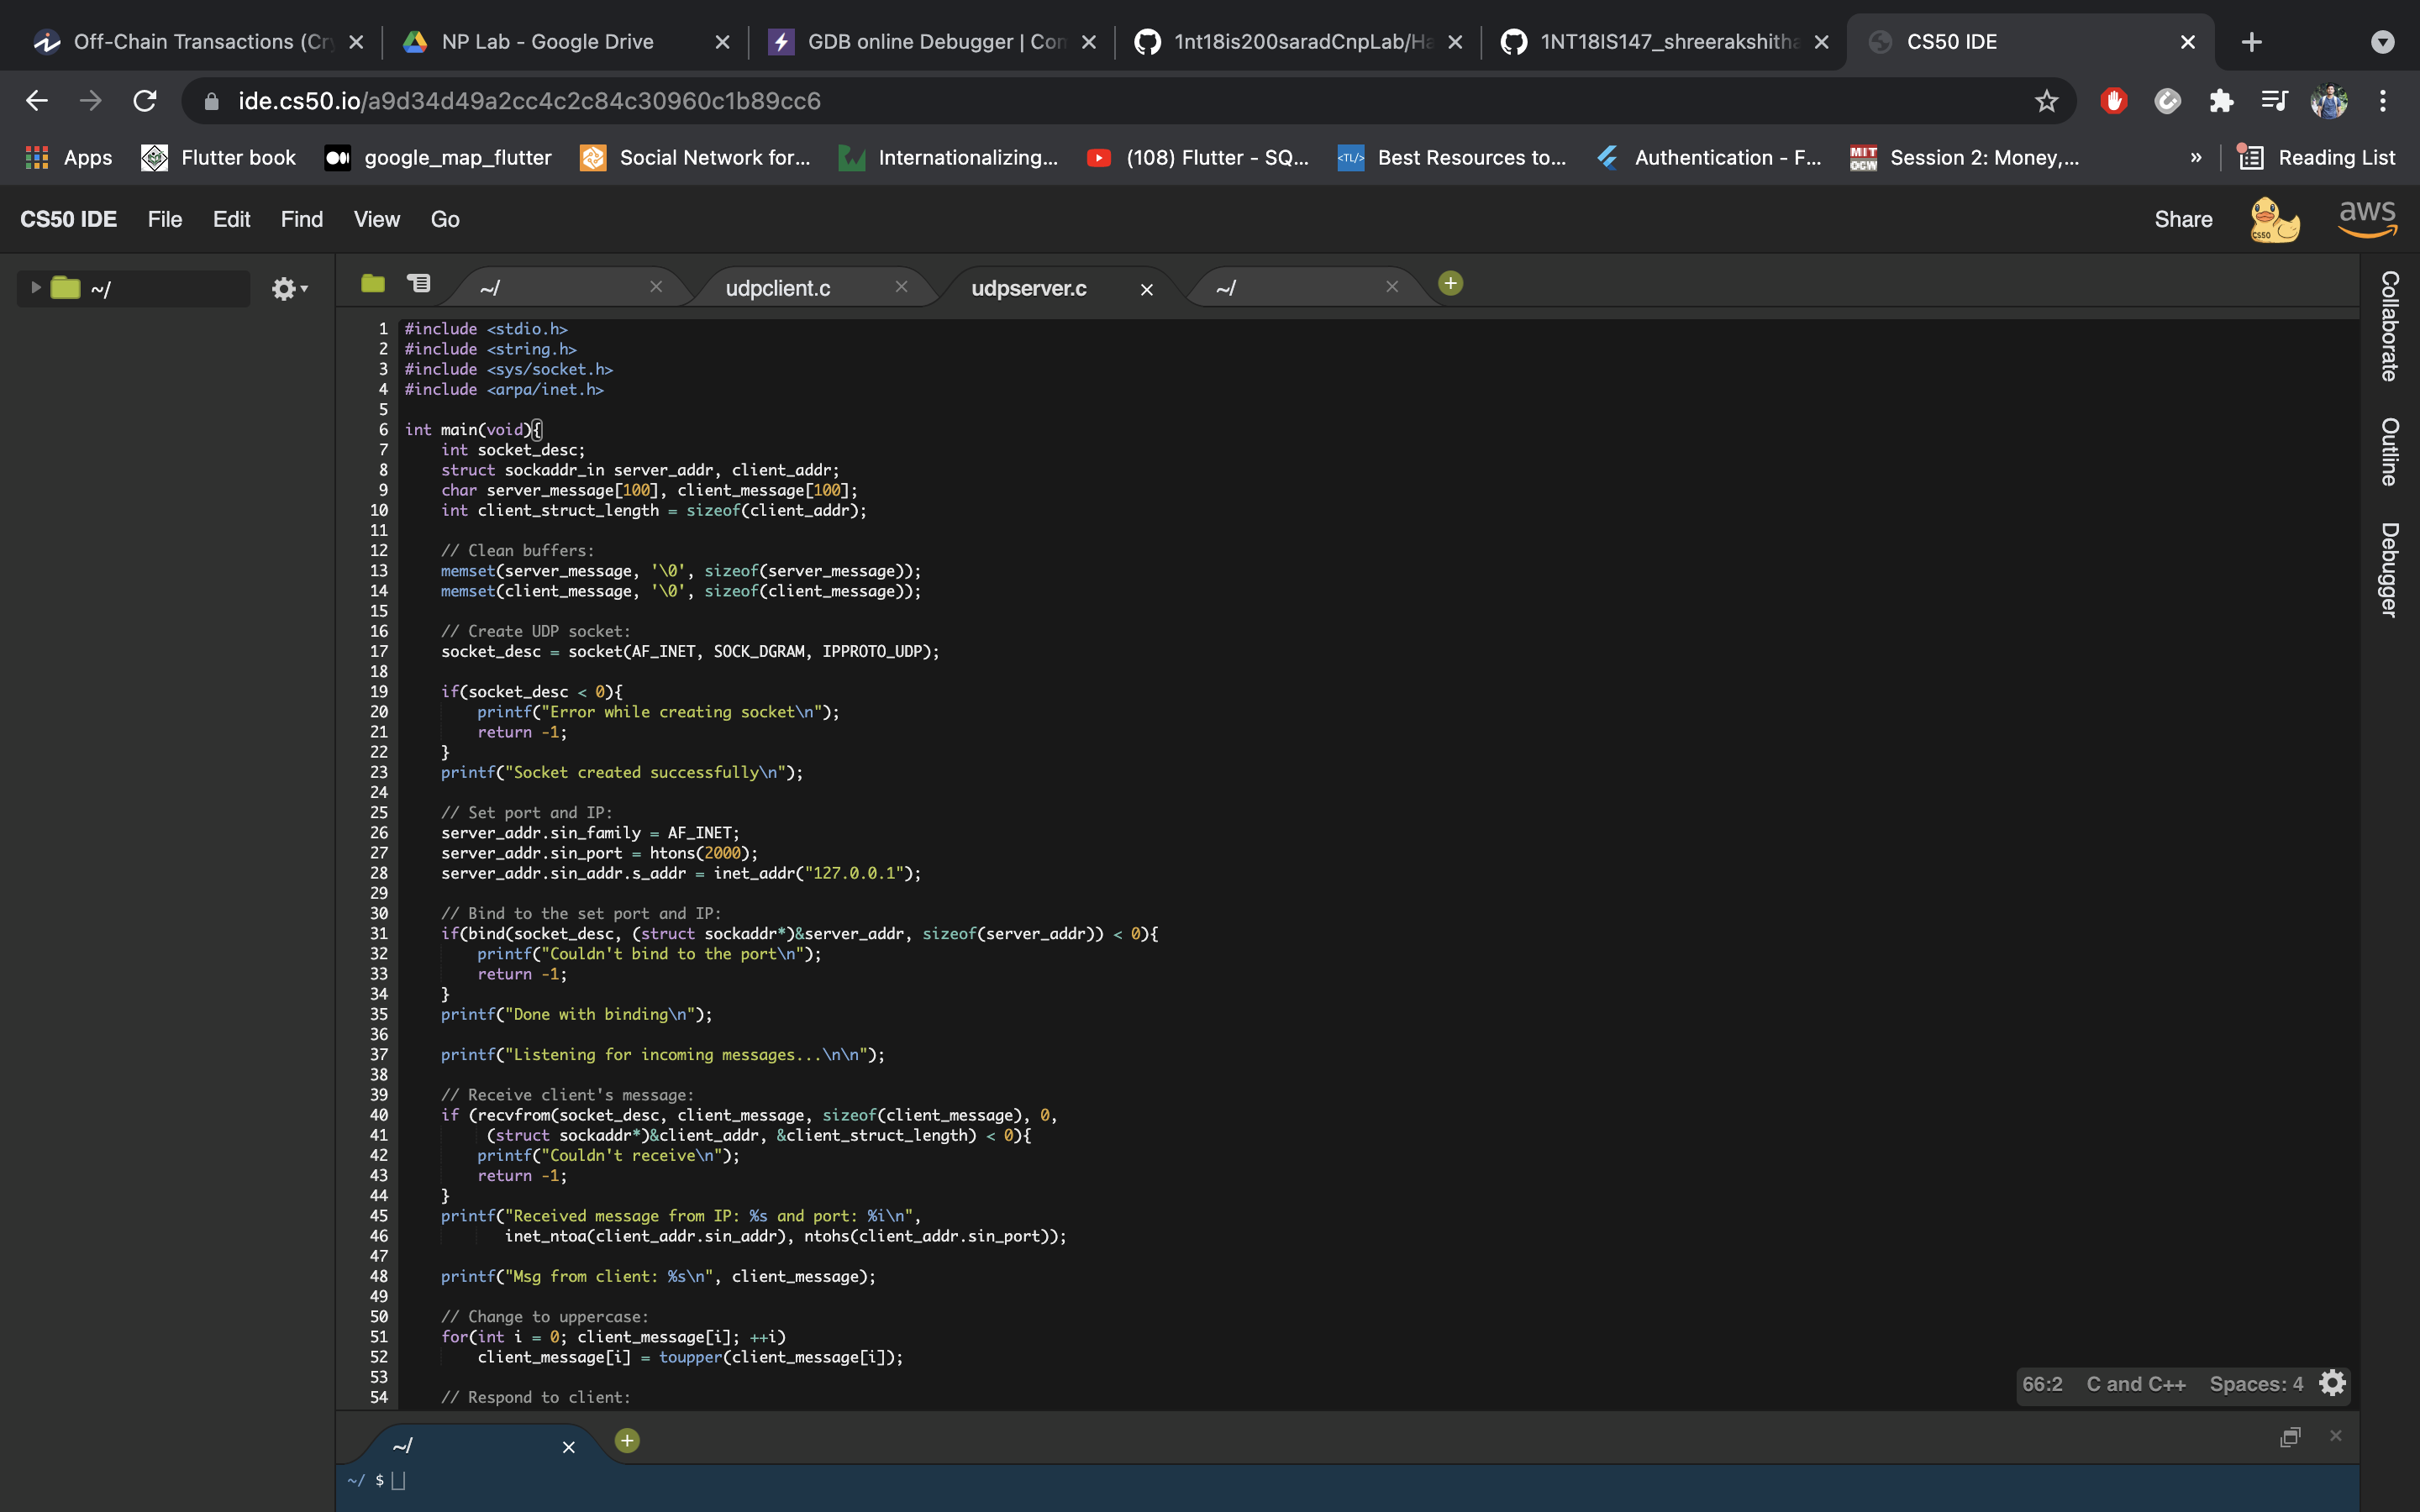 Off-Chain Transactions (Cr
NP Lab - Google Drive
GDB online Debugger | Com
1nt18is200saradCnpLab/Ha
1NT18IS147_shreerakshitha
CS50 IDE
ide.cs50.io/a9d34d49a2cc4c2c84c30960c1b89cc6
Apps
Flutter book
google_map_flutter
Social Network for...
Internationalizing...
(108) Flutter - SQ...
<TL/> Best Resources to...
Authentication - F...
MIT OCW Session 2: Money,...
»
Reading List
CS50 IDE File Edit Find View Go
Share
CS50
aws
~/
~/
udpclient.c
udpserver.c
~/
Collaborate
Outline
Debugger
1 #include <stdio.h>
2 #include <string.h>
3 #include <sys/socket.h>
4 #include <arpa/inet.h>
5
6 int main(void){
7     int socket_desc;
8     struct sockaddr_in server_addr, client_addr;
9     char server_message[100], client_message[100];
10     int client_struct_length = sizeof(client_addr);
11
12     // Clean buffers:
13     memset(server_message, '\0', sizeof(server_message));
14     memset(client_message, '\0', sizeof(client_message));
15
16     // Create UDP socket:
17     socket_desc = socket(AF_INET, SOCK_DGRAM, IPPROTO_UDP);
18
19     if(socket_desc < 0){
20         printf("Error while creating socket\n");
21         return -1;
22     }
23     printf("Socket created successfully\n");
24
25     // Set port and IP:
26     server_addr.sin_family = AF_INET;
27     server_addr.sin_port = htons(2000);
28     server_addr.sin_addr.s_addr = inet_addr("127.0.0.1");
29
30     // Bind to the set port and IP:
31     if(bind(socket_desc, (struct sockaddr*)&server_addr, sizeof(server_addr)) < 0){
32         printf("Couldn't bind to the port\n");
33         return -1;
34     }
35     printf("Done with binding\n");
36
37     printf("Listening for incoming messages...\n\n");
38
39     // Receive client's message:
40     if (recvfrom(socket_desc, client_message, sizeof(client_message), 0,
41          (struct sockaddr*)&client_addr, &client_struct_length) < 0){
42         printf("Couldn't receive\n");
43         return -1;
44     }
45     printf("Received message from IP: %s and port: %i\n",
46            inet_ntoa(client_addr.sin_addr), ntohs(client_addr.sin_port));
47
48     printf("Msg from client: %s\n", client_message);
49
50     // Change to uppercase:
51     for(int i = 0; client_message[i]; ++i)
52         client_message[i] = toupper(client_message[i]);
53
54     // Respond to client:
66:2 C and C++ Spaces: 4
~/
~/ $